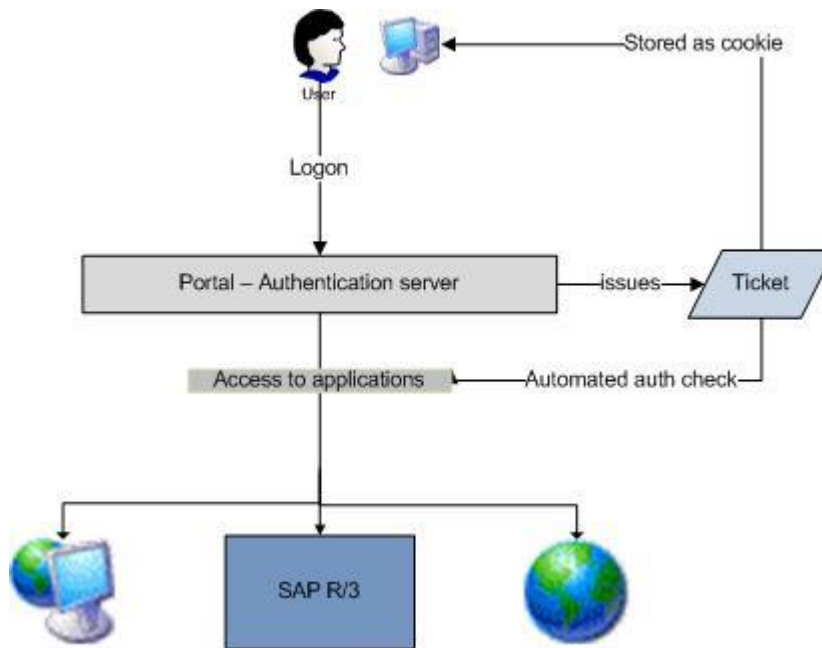 Stored as cookie
User
Logon
Portal – Authentication server
issues
Ticket
Access to applications
Automated auth check
SAP R/3